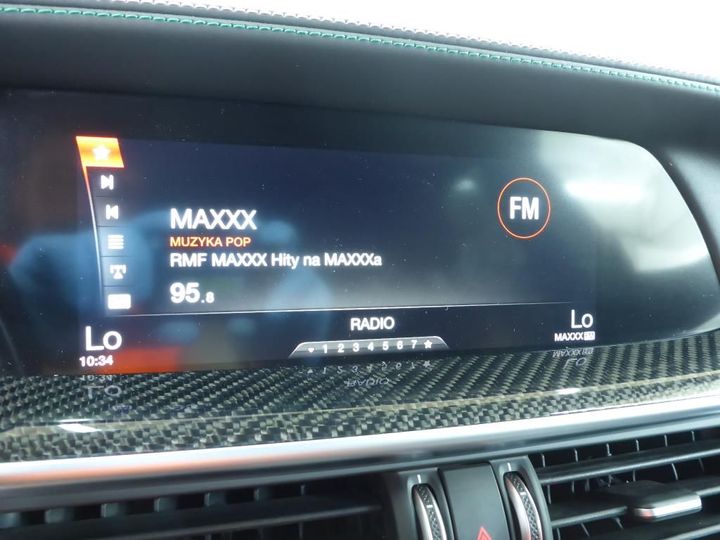 MAXXX
FM
MUZYKA POP
RMF MAXXX Hity na MAXXXa
95.8
Lo
RADIO
Lo
10:34
1 2 3 4 5 6 7
MAXXX FM